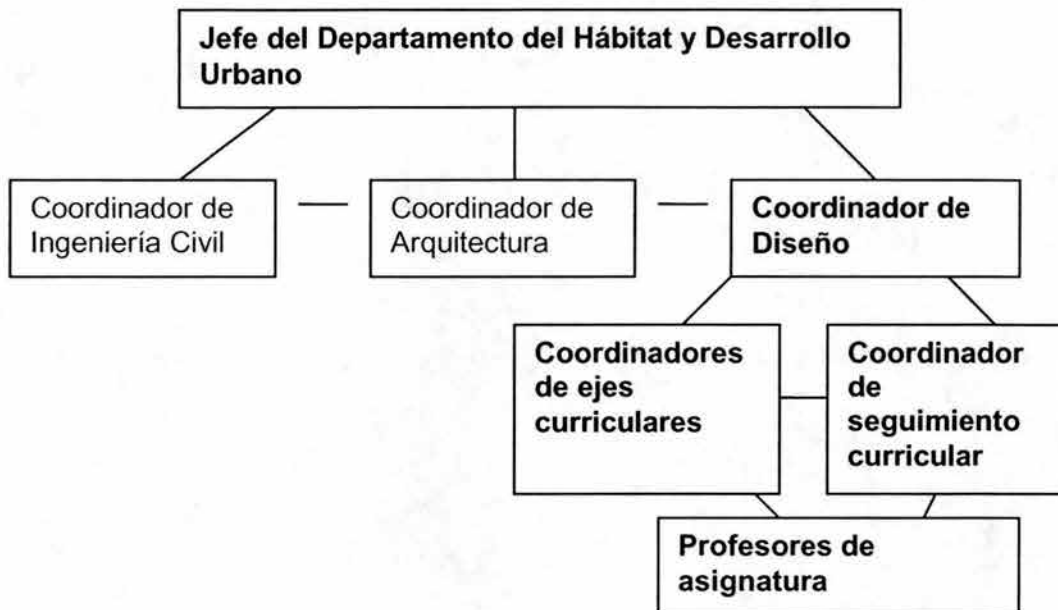 Jefe del Departamento del Hábitat y Desarrollo
Urbano
Coordinador de
Ingeniería Civil
Coordinador de
Arquitectura
Coordinador de
Diseño
Coordinadores
de ejes
curriculares
Coordinador
de
seguimiento
curricular
Profesores de
asignatura